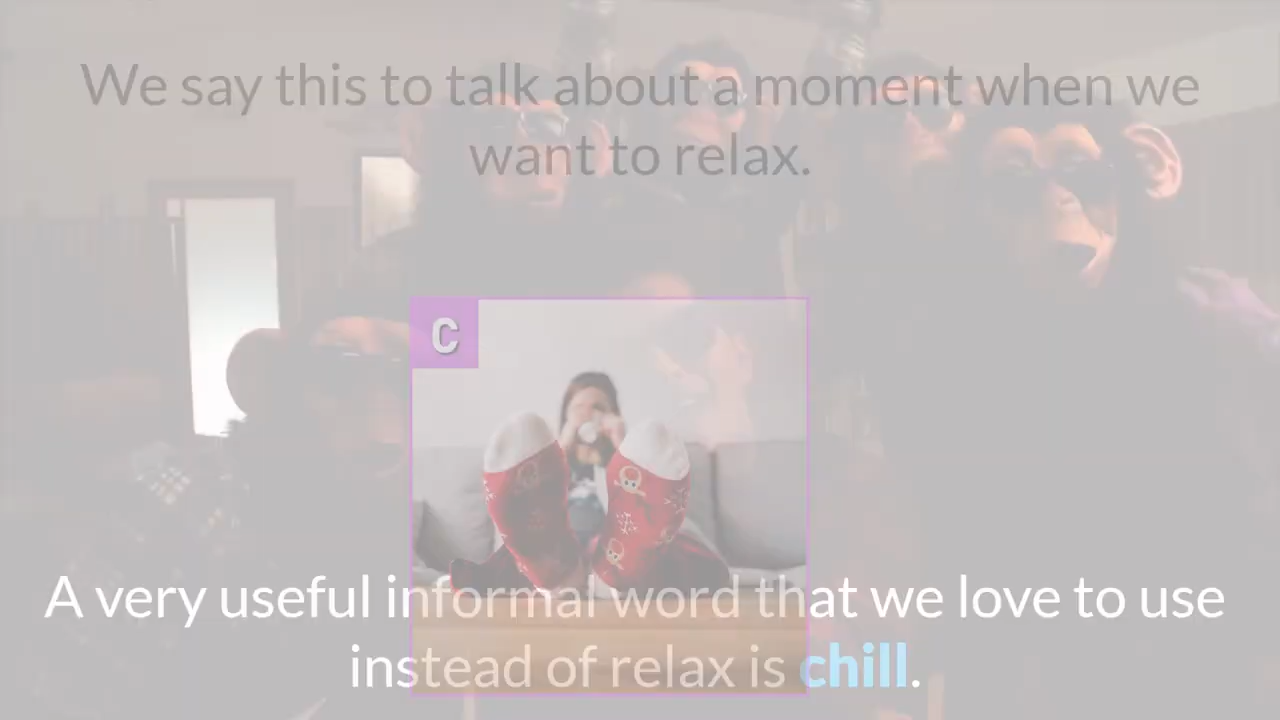 We say this to talk about a moment when we
want to relax.
C
A very useful informal word that we love to use
instead of relax is chill.